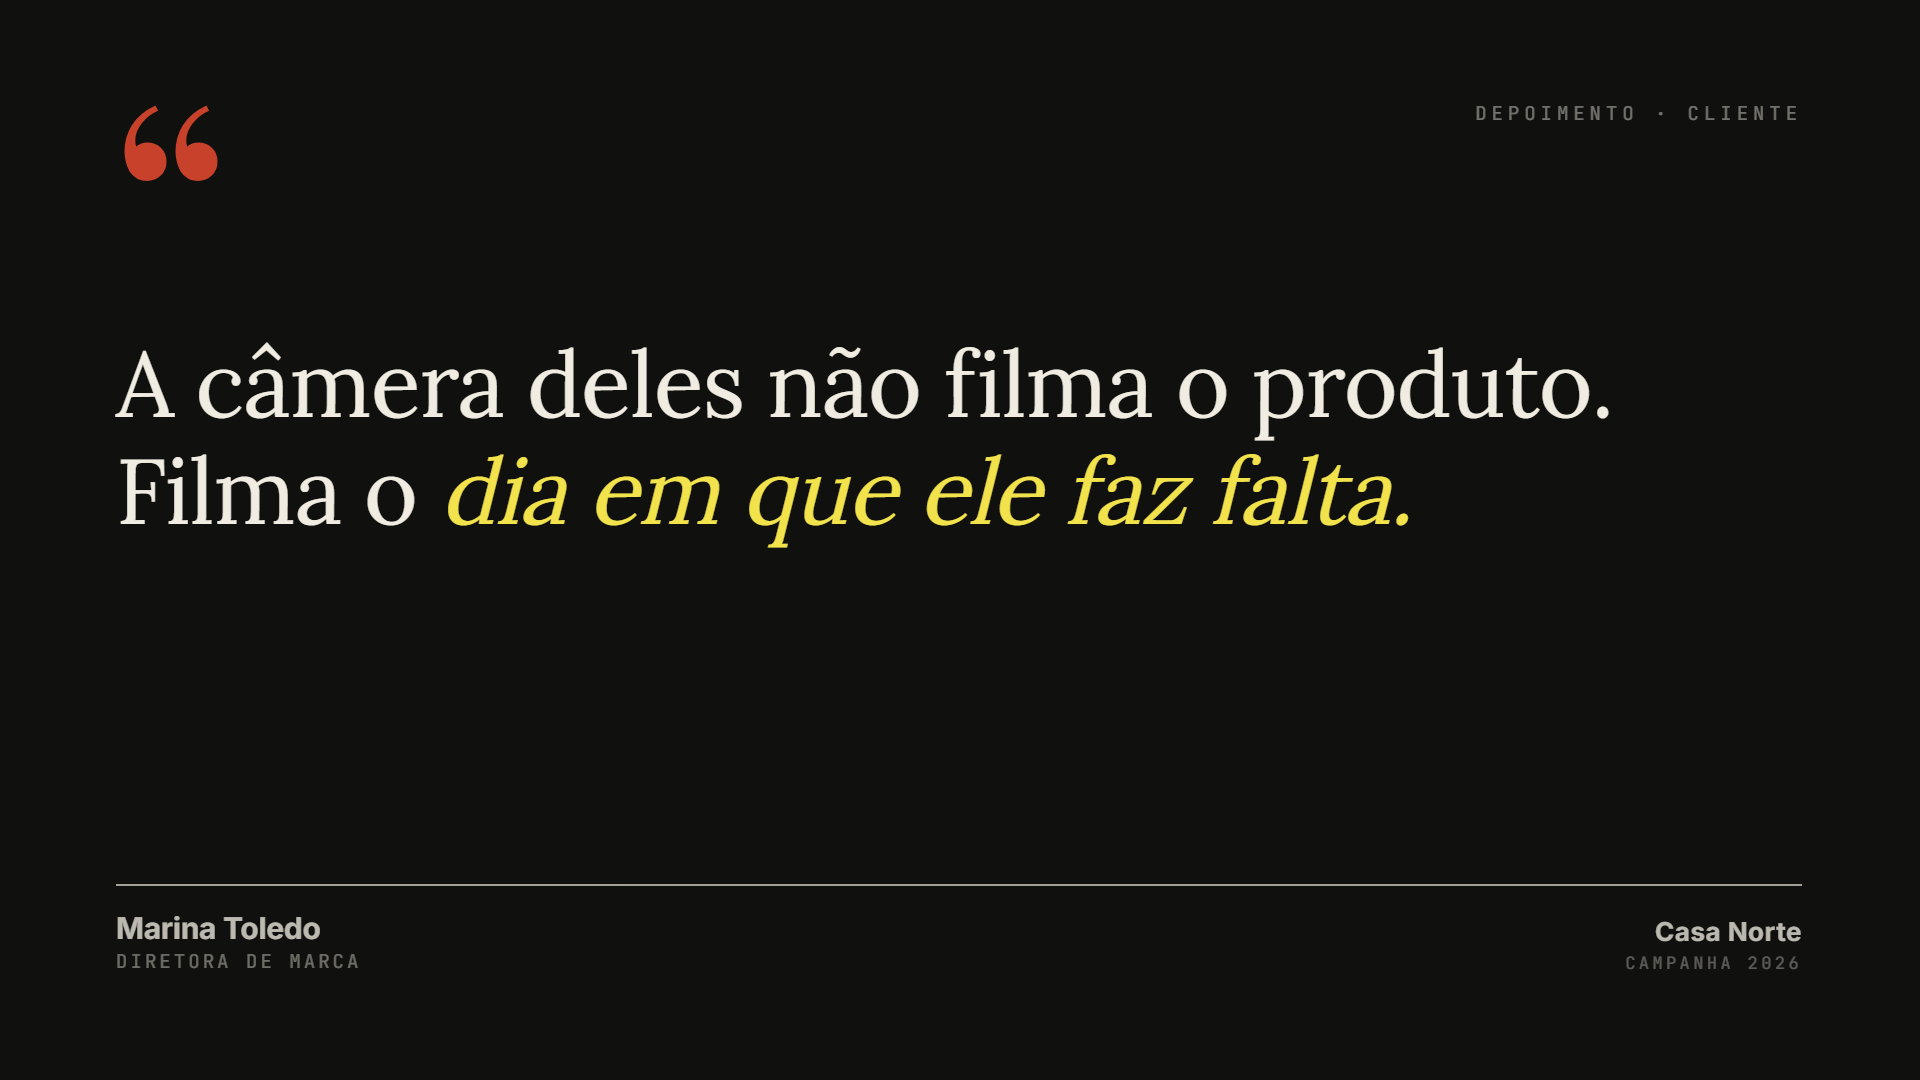 “
DEPOIMENTO · CLIENTE
A câmera deles não filma o produto.
Filma o dia em que ele faz falta.
Marina Toledo
DIRETORA DE MARCA
Casa Norte
CAMPANHA 2026